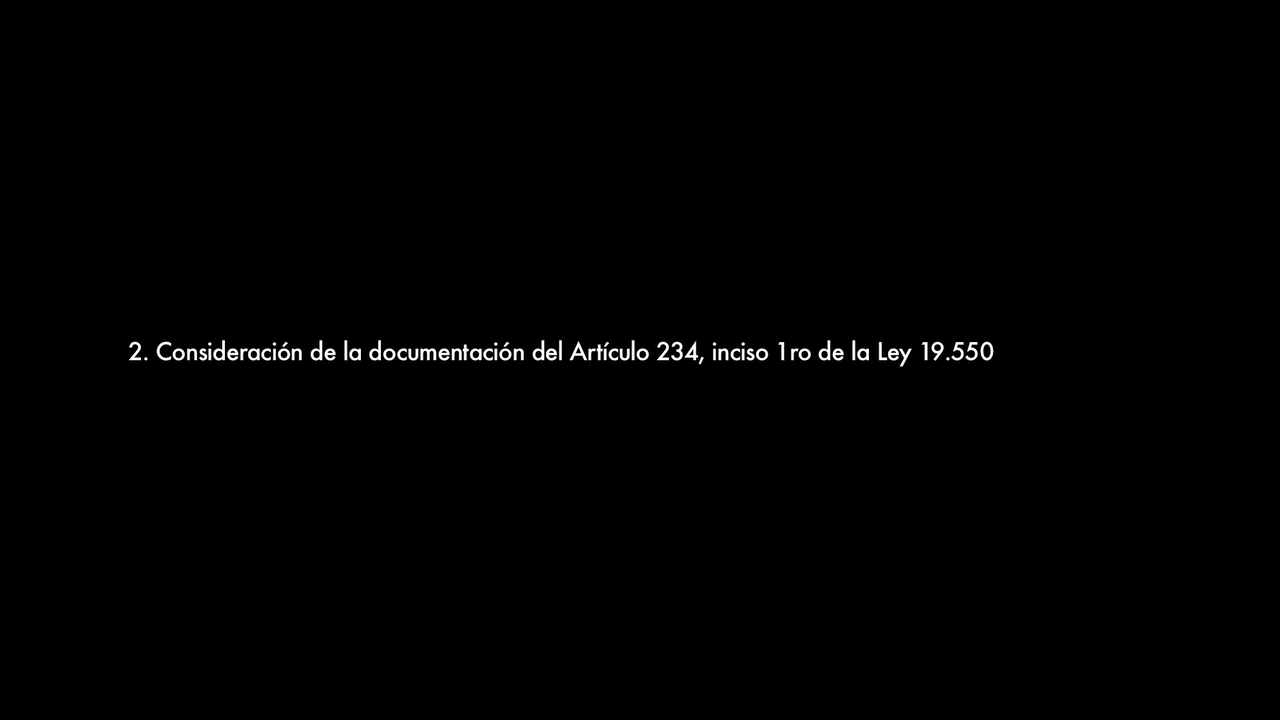 2. Consideración de la documentación del Artículo 234, inciso 1ro de la Ley 19.550